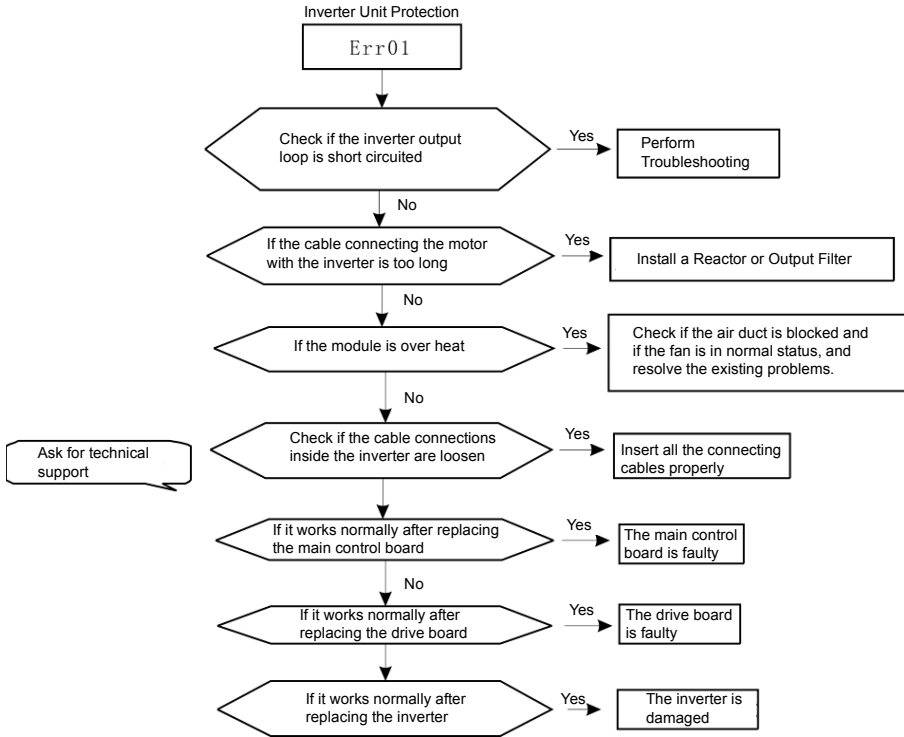 Inverter Unit Protection
Err01
Check if the inverter output
loop is short circuited
Yes
Perform
Troubleshooting
No
If the cable connecting the motor
with the inverter is too long
Yes
Install a Reactor or Output Filter
No
If the module is over heat
Yes
Check if the air duct is blocked and
if the fan is in normal status, and
resolve the existing problems.
No
Ask for technical
support
Check if the cable connections
inside the inverter are loosen
Yes
Insert all the connecting
cables properly
If it works normally after replacing
the main control board
Yes
The main control
board is faulty
No
If it works normally after
replacing the drive board
Yes
The drive board
is faulty
If it works normally after
replacing the inverter
Yes
The inverter is
damaged